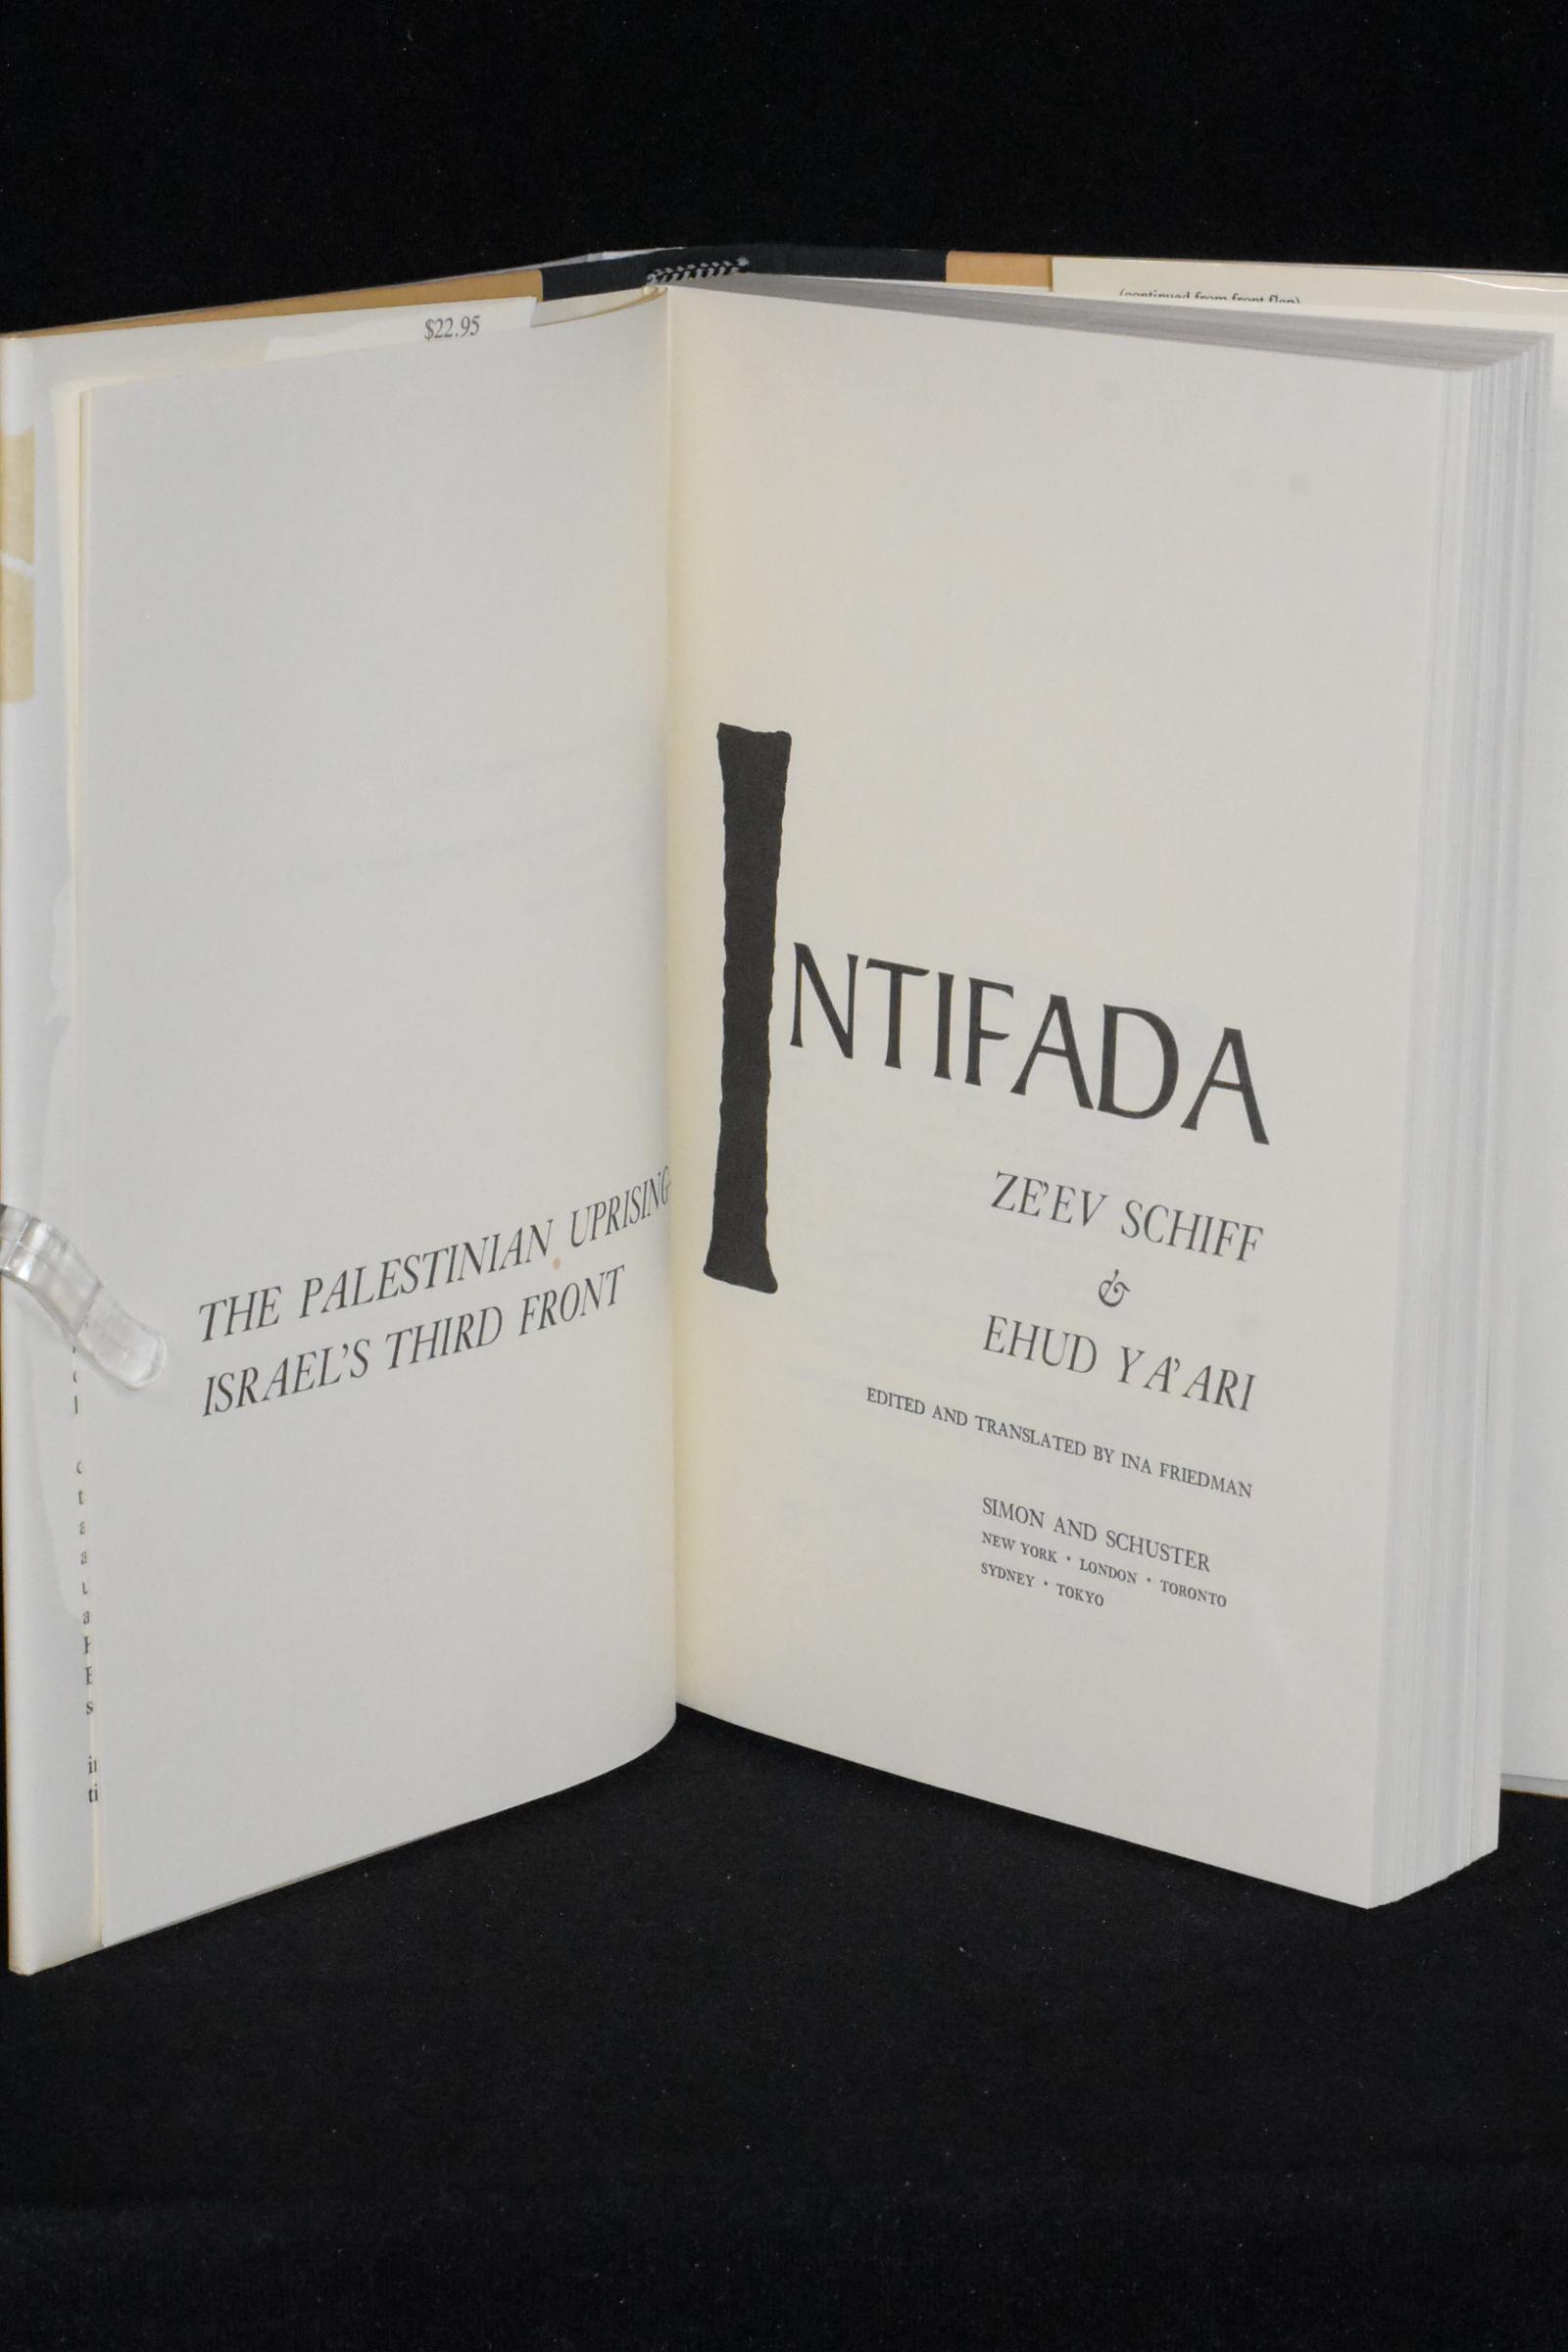 $22.95
(continued from front flap)
THE PALESTINIAN UPRISING
ISRAEL'S THIRD FRONT
INTIFADA
ZE'EV SCHIFF
&
EHUD YA'ARI
EDITED AND TRANSLATED BY INA FRIEDMAN
SIMON AND SCHUSTER
NEW YORK • LONDON • TORONTO
SYDNEY • TOKYO